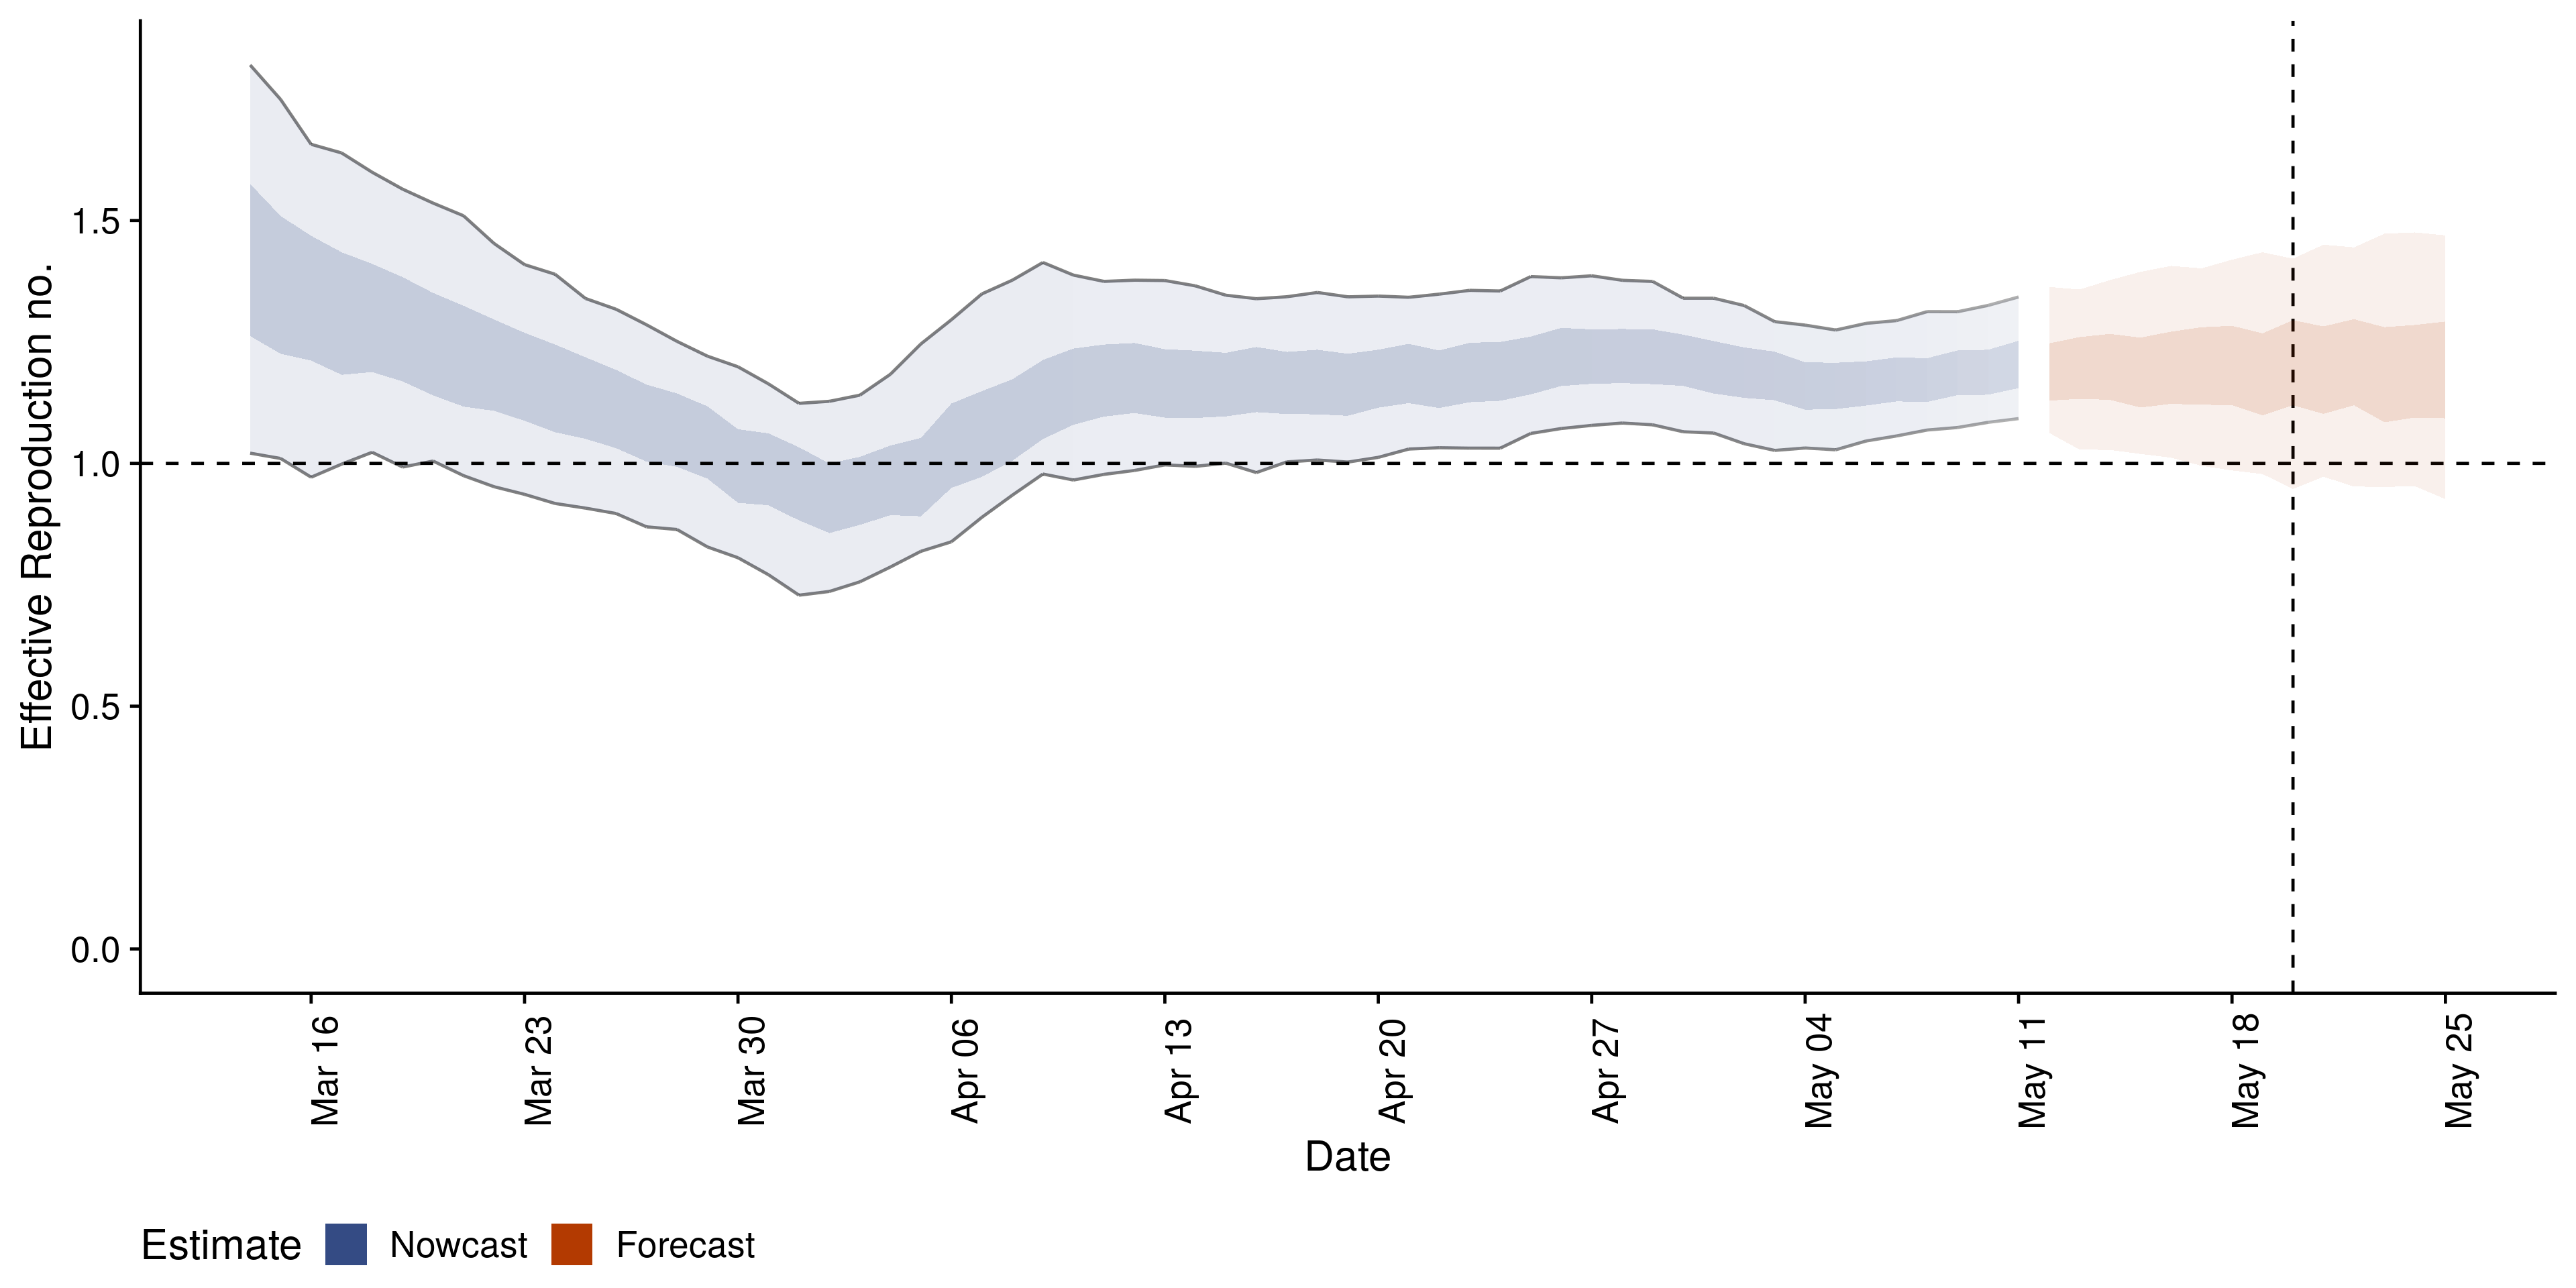 Effective Reproduction no.
1.5
1.0
0.5
0.0
Mar 16
Mar 23
Mar 30
Apr 06
Apr 13
Apr 20
Apr 27
May 04
May 11
May 18
May 25
Date
Estimate Nowcast Forecast